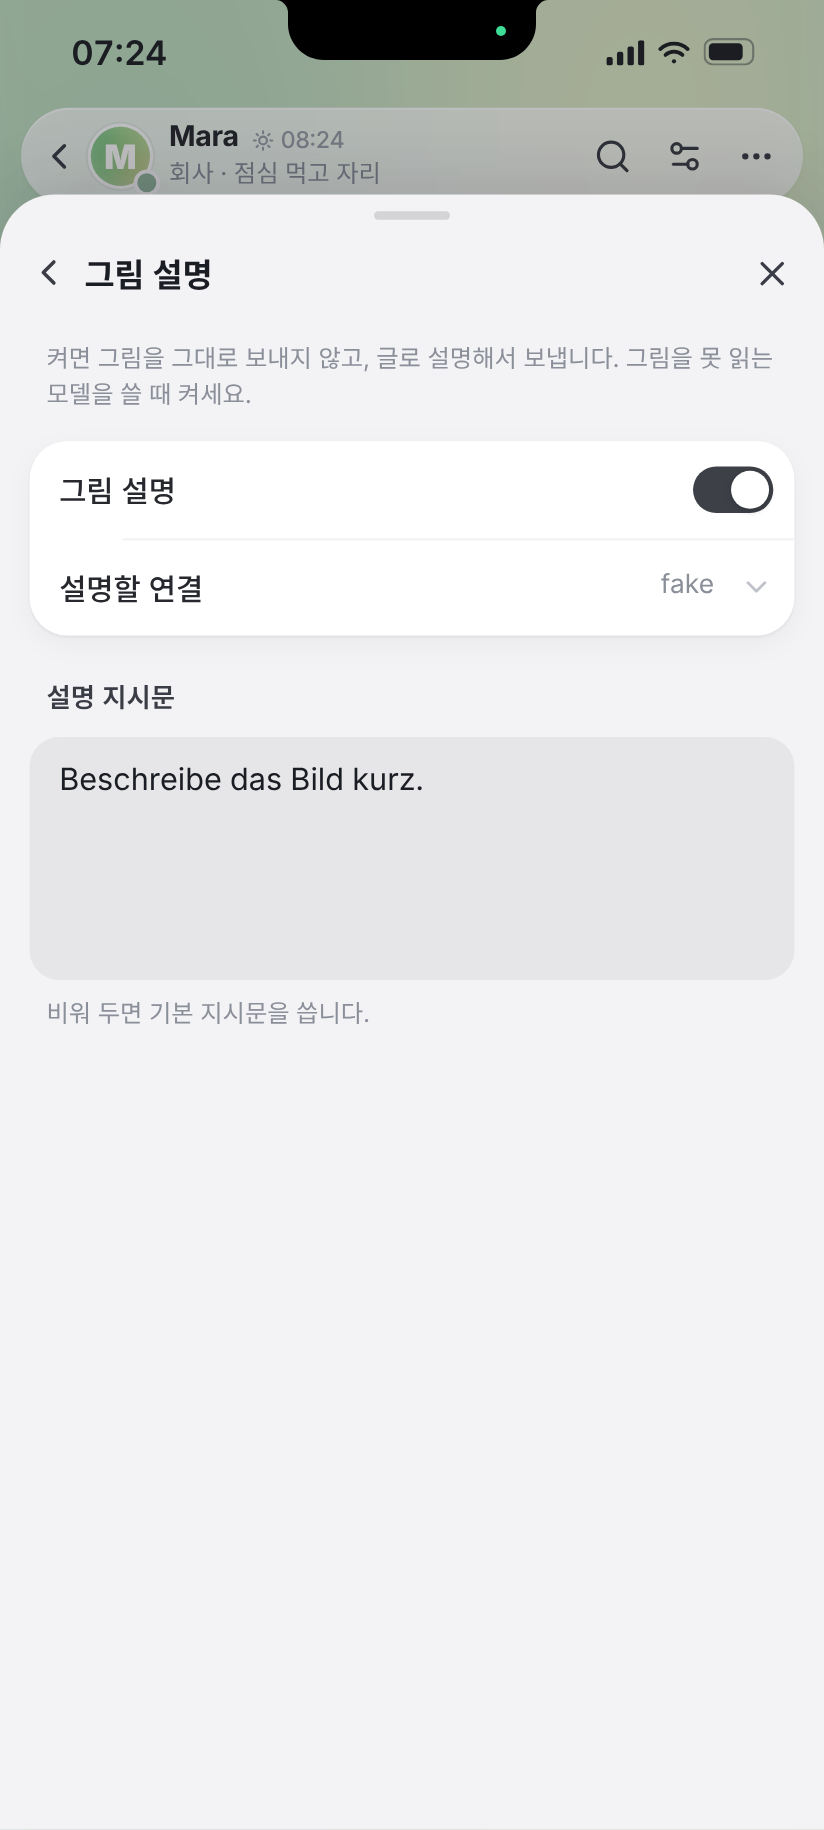 07:24
M
Mara 08:24
회사 · 점심 먹고 자리
그림 설명
켜면 그림을 그대로 보내지 않고, 글로 설명해서 보냅니다. 그림을 못 읽는
모델을 쓸 때 켜세요.
그림 설명
설명할 연결 fake
설명 지시문
Beschreibe das Bild kurz.
비워 두면 기본 지시문을 씁니다.